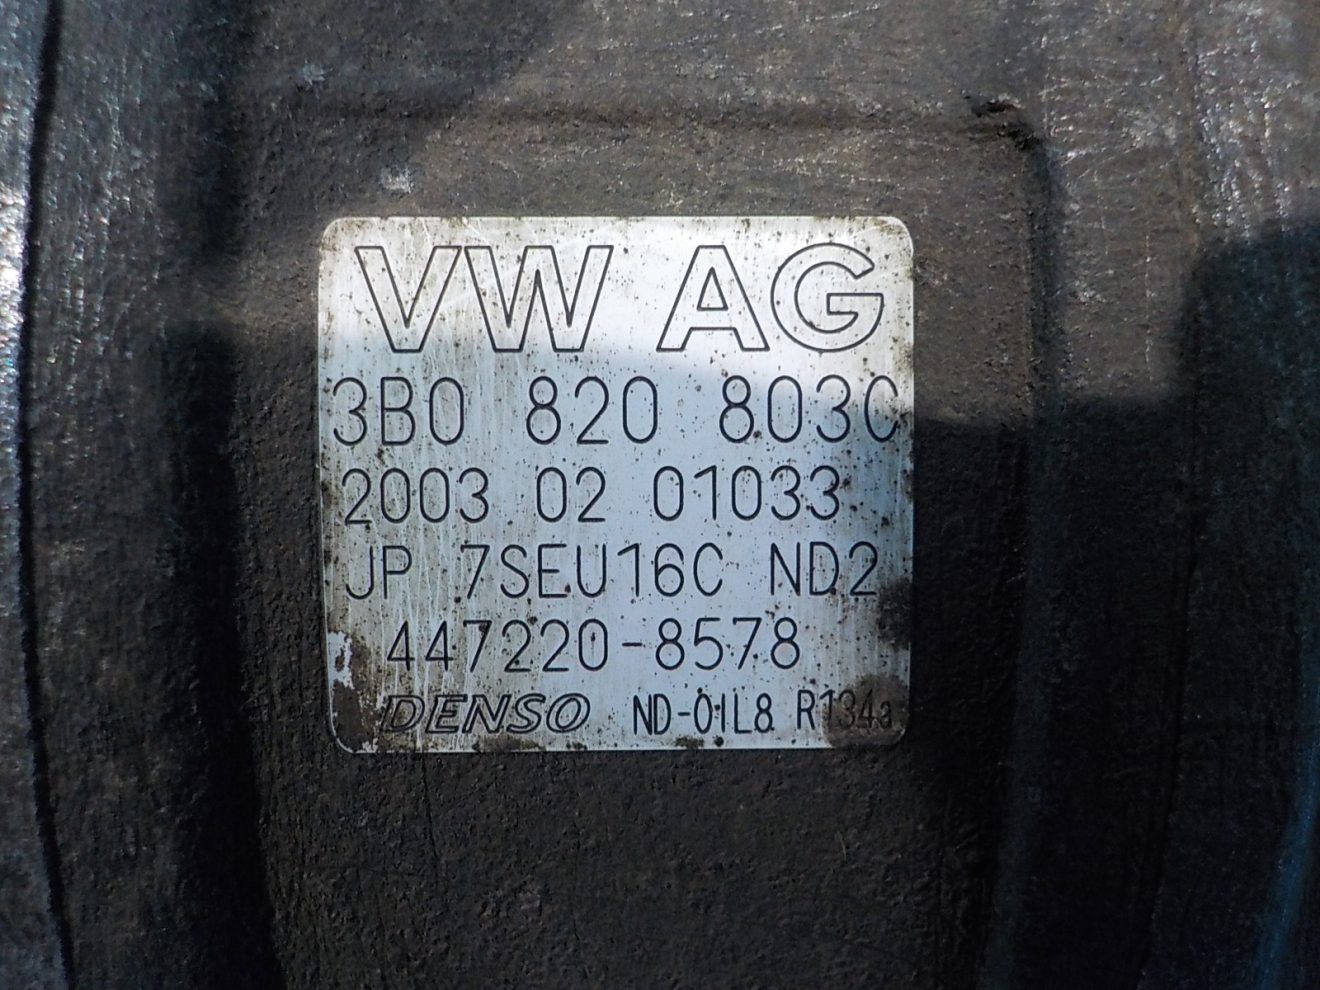 VW AG
3B0 820 803C
2003 02 01033
JP 7SEU16C ND2
447220-8578
DENSO ND-OIL8 R134a